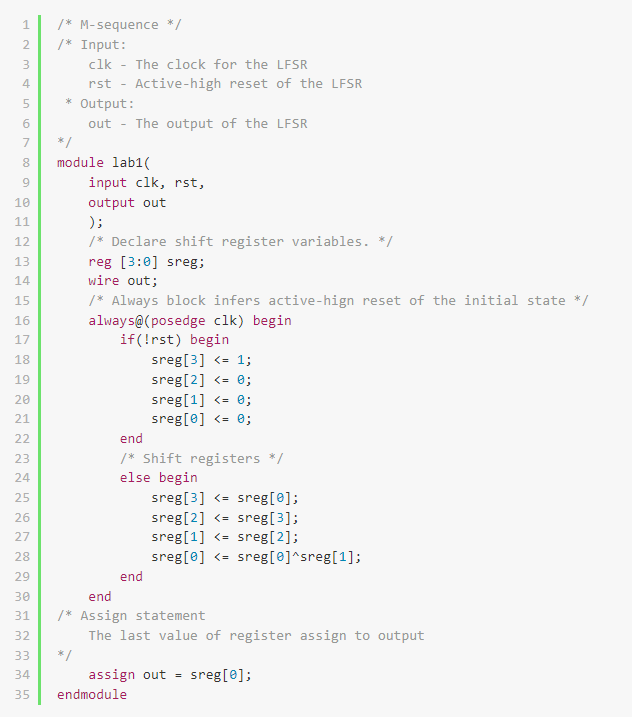 1 /* M-sequence */
2 /* Input:
3     clk - The clock for the LFSR
4     rst - Active-high reset of the LFSR
5  * Output:
6     out - The output of the LFSR
7 */
8 module lab1(
9     input clk, rst,
10     output out
11     );
12     /* Declare shift register variables. */
13     reg [3:0] sreg;
14     wire out;
15     /* Always block infers active-hign reset of the initial state */
16     always@(posedge clk) begin
17         if(!rst) begin
18             sreg[3] <= 1;
19             sreg[2] <= 0;
20             sreg[1] <= 0;
21             sreg[0] <= 0;
22         end
23         /* Shift registers */
24         else begin
25             sreg[3] <= sreg[0];
26             sreg[2] <= sreg[3];
27             sreg[1] <= sreg[2];
28             sreg[0] <= sreg[0]^sreg[1];
29         end
30     end
31 /* Assign statement
32     The last value of register assign to output
33 */
34     assign out = sreg[0];
35 endmodule